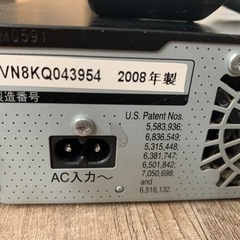 M0591
VN8KQ043954
2008年製
製造番号
U.S. Patent Nos.
5,583,936;
6,836,549;
5,315,448;
6,381,747;
6,501,842;
7,050,698; and
6,516,132
AC入力～